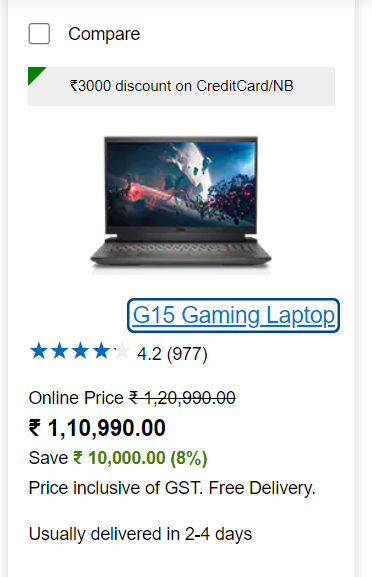 Compare
₹3000 discount on CreditCard/NB
G15 Gaming Laptop
4.2 (977)
Online Price ₹ 1,20,990.00
₹ 1,10,990.00
Save ₹ 10,000.00 (8%)
Price inclusive of GST. Free Delivery.
Usually delivered in 2-4 days